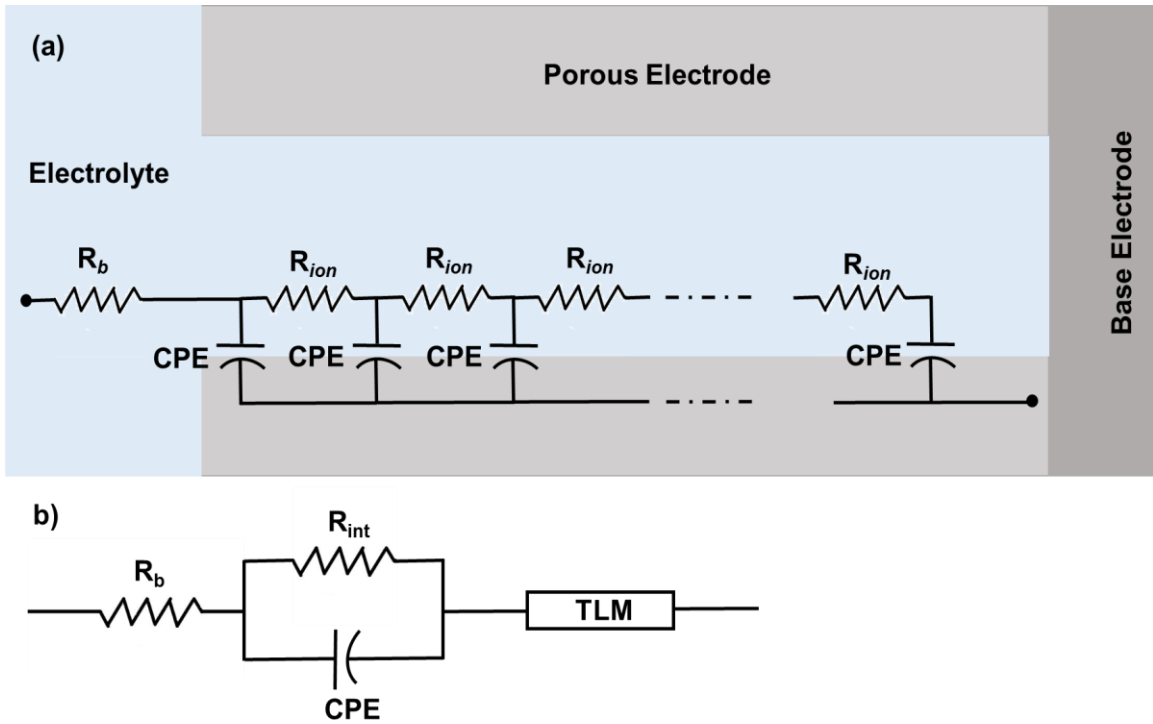 (a)
Porous Electrode
Electrolyte
Base Electrode
R_b
R_ion
R_ion
R_ion
R_ion
CPE
CPE
CPE
CPE
b)
R_int
R_b
TLM
CPE